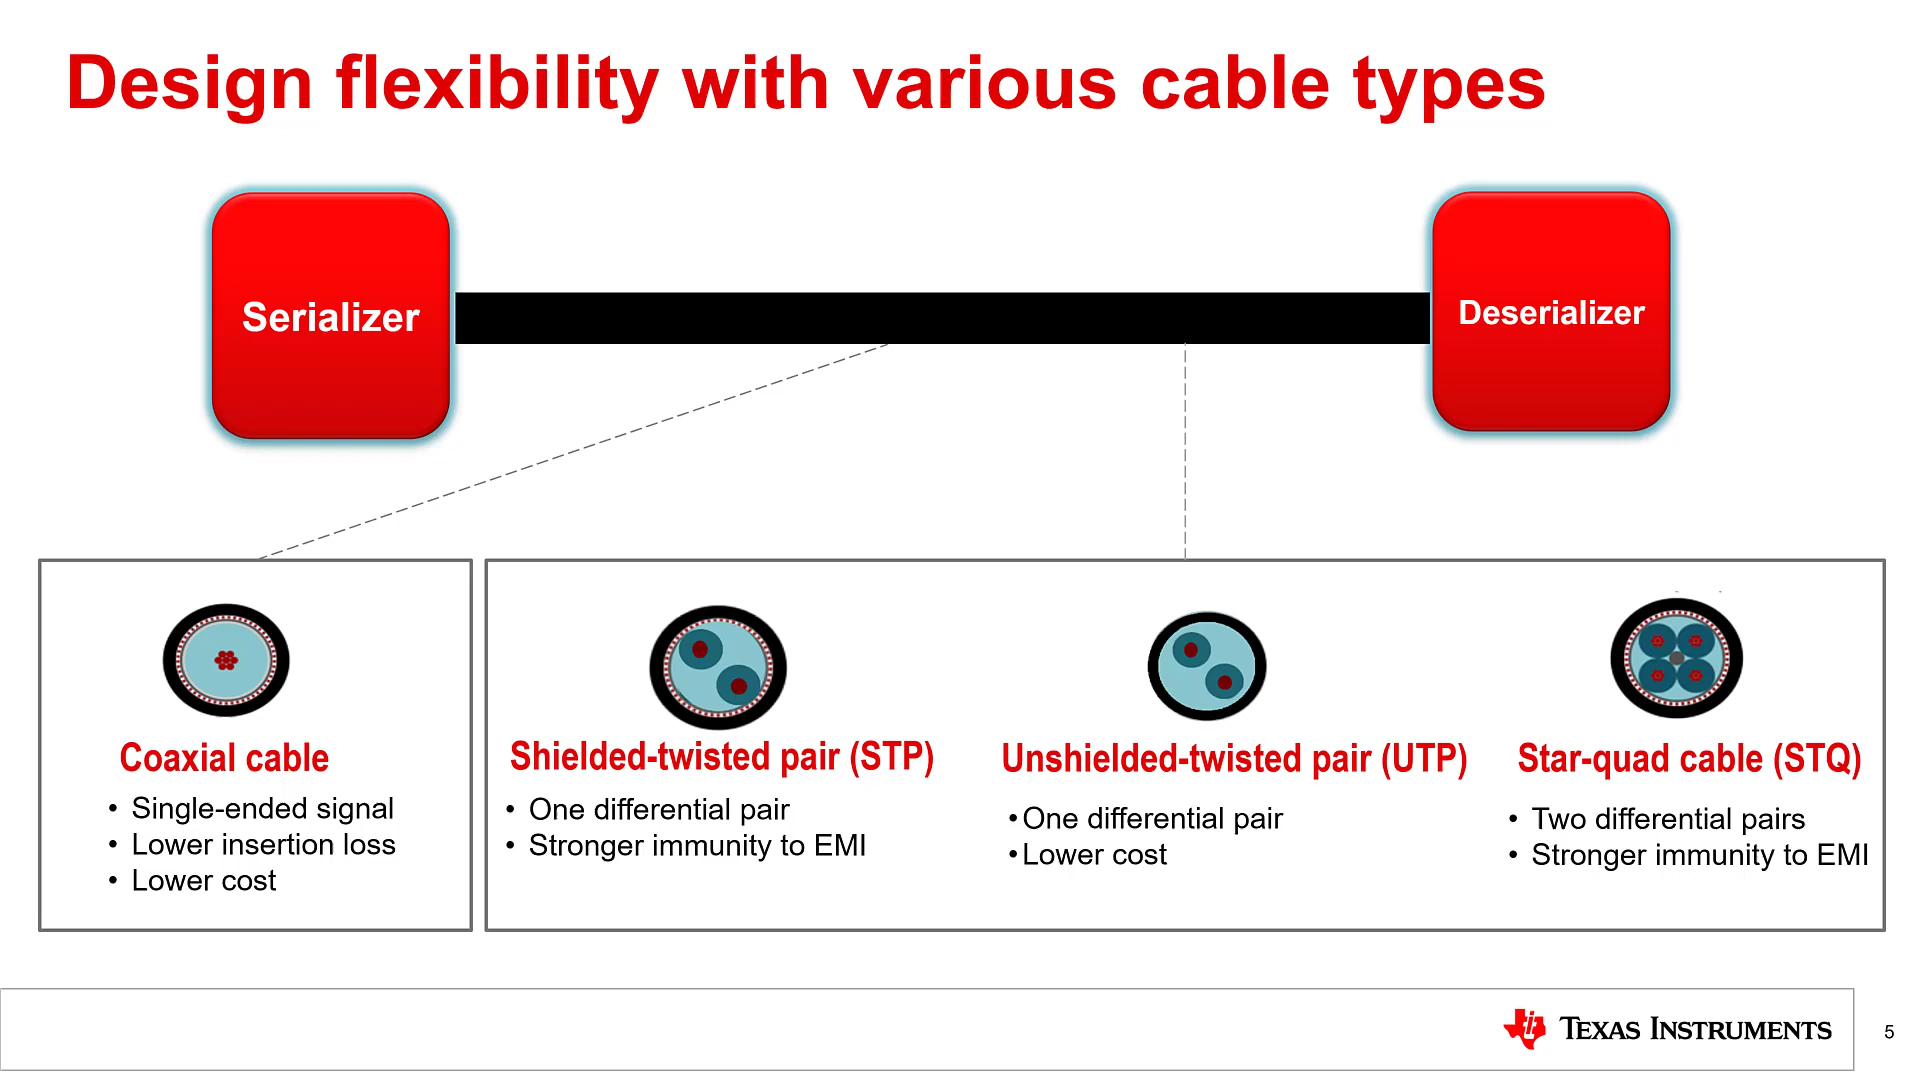 Design flexibility with various cable types
Serializer
Deserializer
Coaxial cable
• Single-ended signal
• Lower insertion loss
• Lower cost
Shielded-twisted pair (STP)
• One differential pair
• Stronger immunity to EMI
Unshielded-twisted pair (UTP)
• One differential pair
• Lower cost
Star-quad cable (STQ)
• Two differential pairs
• Stronger immunity to EMI
TEXAS INSTRUMENTS
5